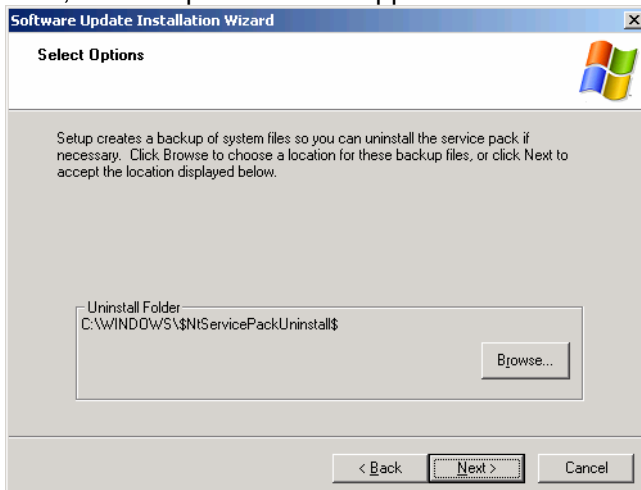 Software Update Installation Wizard
Select Options
Setup creates a backup of system files so you can uninstall the service pack if
necessary. Click Browse to choose a location for these backup files, or click Next to
accept the location displayed below.
Uninstall Folder
C:\WINDOWS\$NtServicePackUninstall$
Browse...
< Back
Next >
Cancel